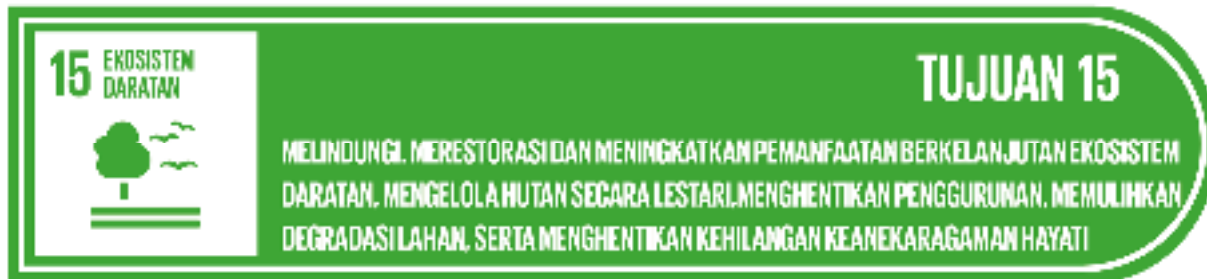 15 EKOSISTEM
DARATAN
TUJUAN 15
MELINDUNGI, MERESTORASI DAN MENINGKATKAN PEMANFAATAN BERKELANJUTAN EKOSISTEM
DARATAN, MENGELOLA HUTAN SECARA LESTARI,MENGHENTIKAN PENGGURUNAN, MEMULIHKAN
DEGRADASI LAHAN, SERTA MENGHENTIKAN KEHILANGAN KEANEKARAGAMAN HAYATI